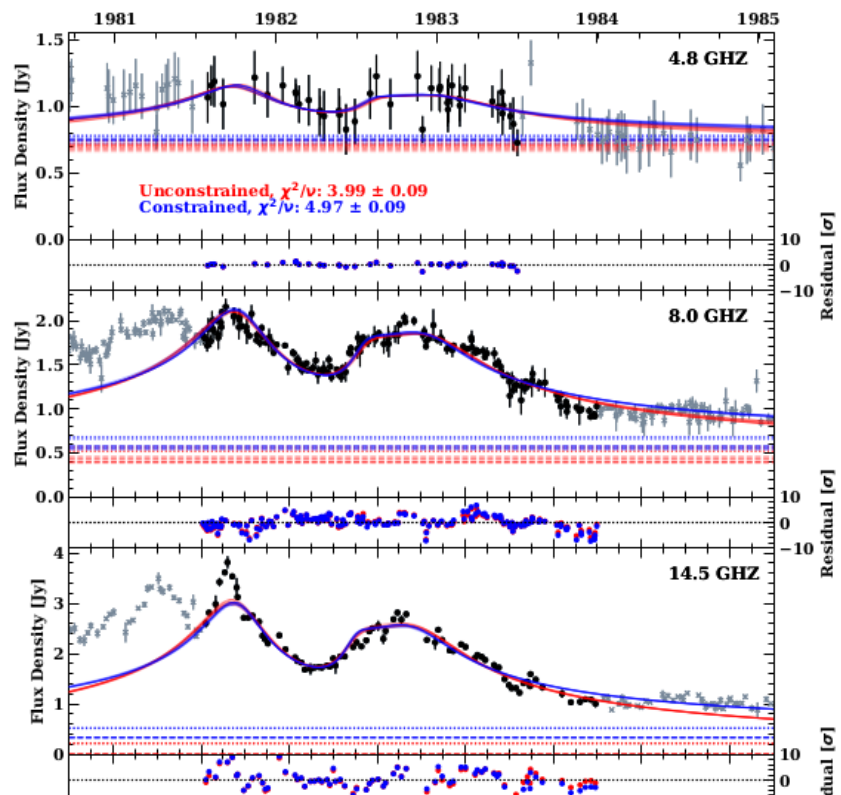 1981 1982 1983 1984 1985
1.5
4.8 GHZ
1.0
Flux Density [Jy]
0.5
Unconstrained, χ²/ν: 3.99 ± 0.09
Constrained, χ²/ν: 4.97 ± 0.09
0.0
10
0
−10
Residual [σ]
8.0 GHZ
2.0
1.5
1.0
0.5
0.0
Flux Density [Jy]
10
0
−10
Residual [σ]
14.5 GHZ
4
3
2
1
0
Flux Density [Jy]
10
0
dual [σ]